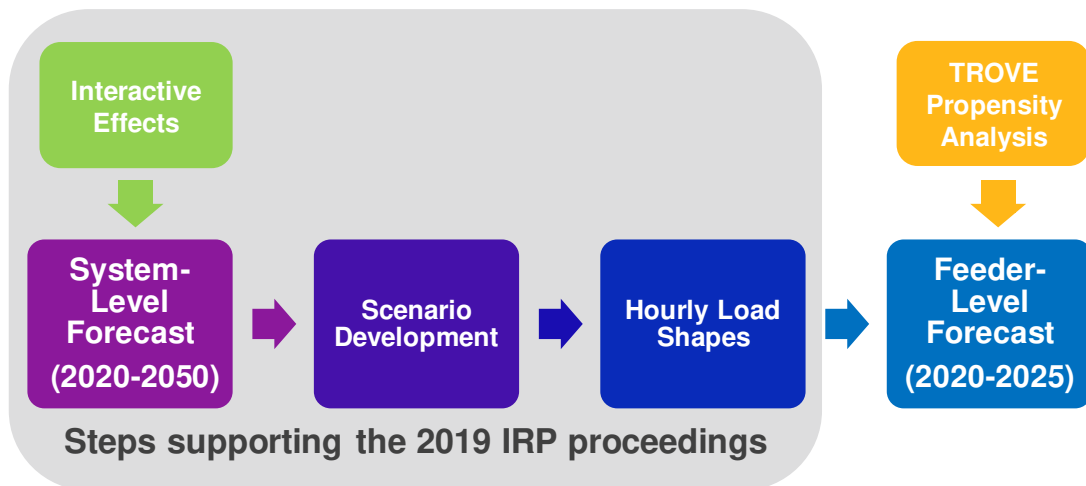 Interactive
Effects
TROVE
Propensity
Analysis
System-
Level
Forecast
(2020-2050)
Scenario
Development
Hourly Load
Shapes
Feeder-
Level
Forecast
(2020-2025)
Steps supporting the 2019 IRP proceedings